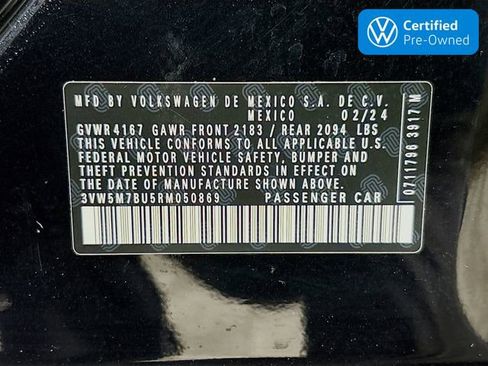 Certified
Pre-Owned
MFD BY VOLKSWAGEN DE MEXICO S.A. DE C.V.
MEXICO 02/24
GVWR 4167 GAWR FRONT 2183 / REAR 2094 LBS
THIS VEHICLE CONFORMS TO ALL APPLICABLE U.S.
FEDERAL MOTOR VEHICLE SAFETY, BUMPER AND
THEFT PREVENTION STANDARDS IN EFFECT ON
THE DATE OF MANUFACTURE SHOWN ABOVE.
3VW5M7BU5RM050869 PASSENGER CAR
0711796 3917 M